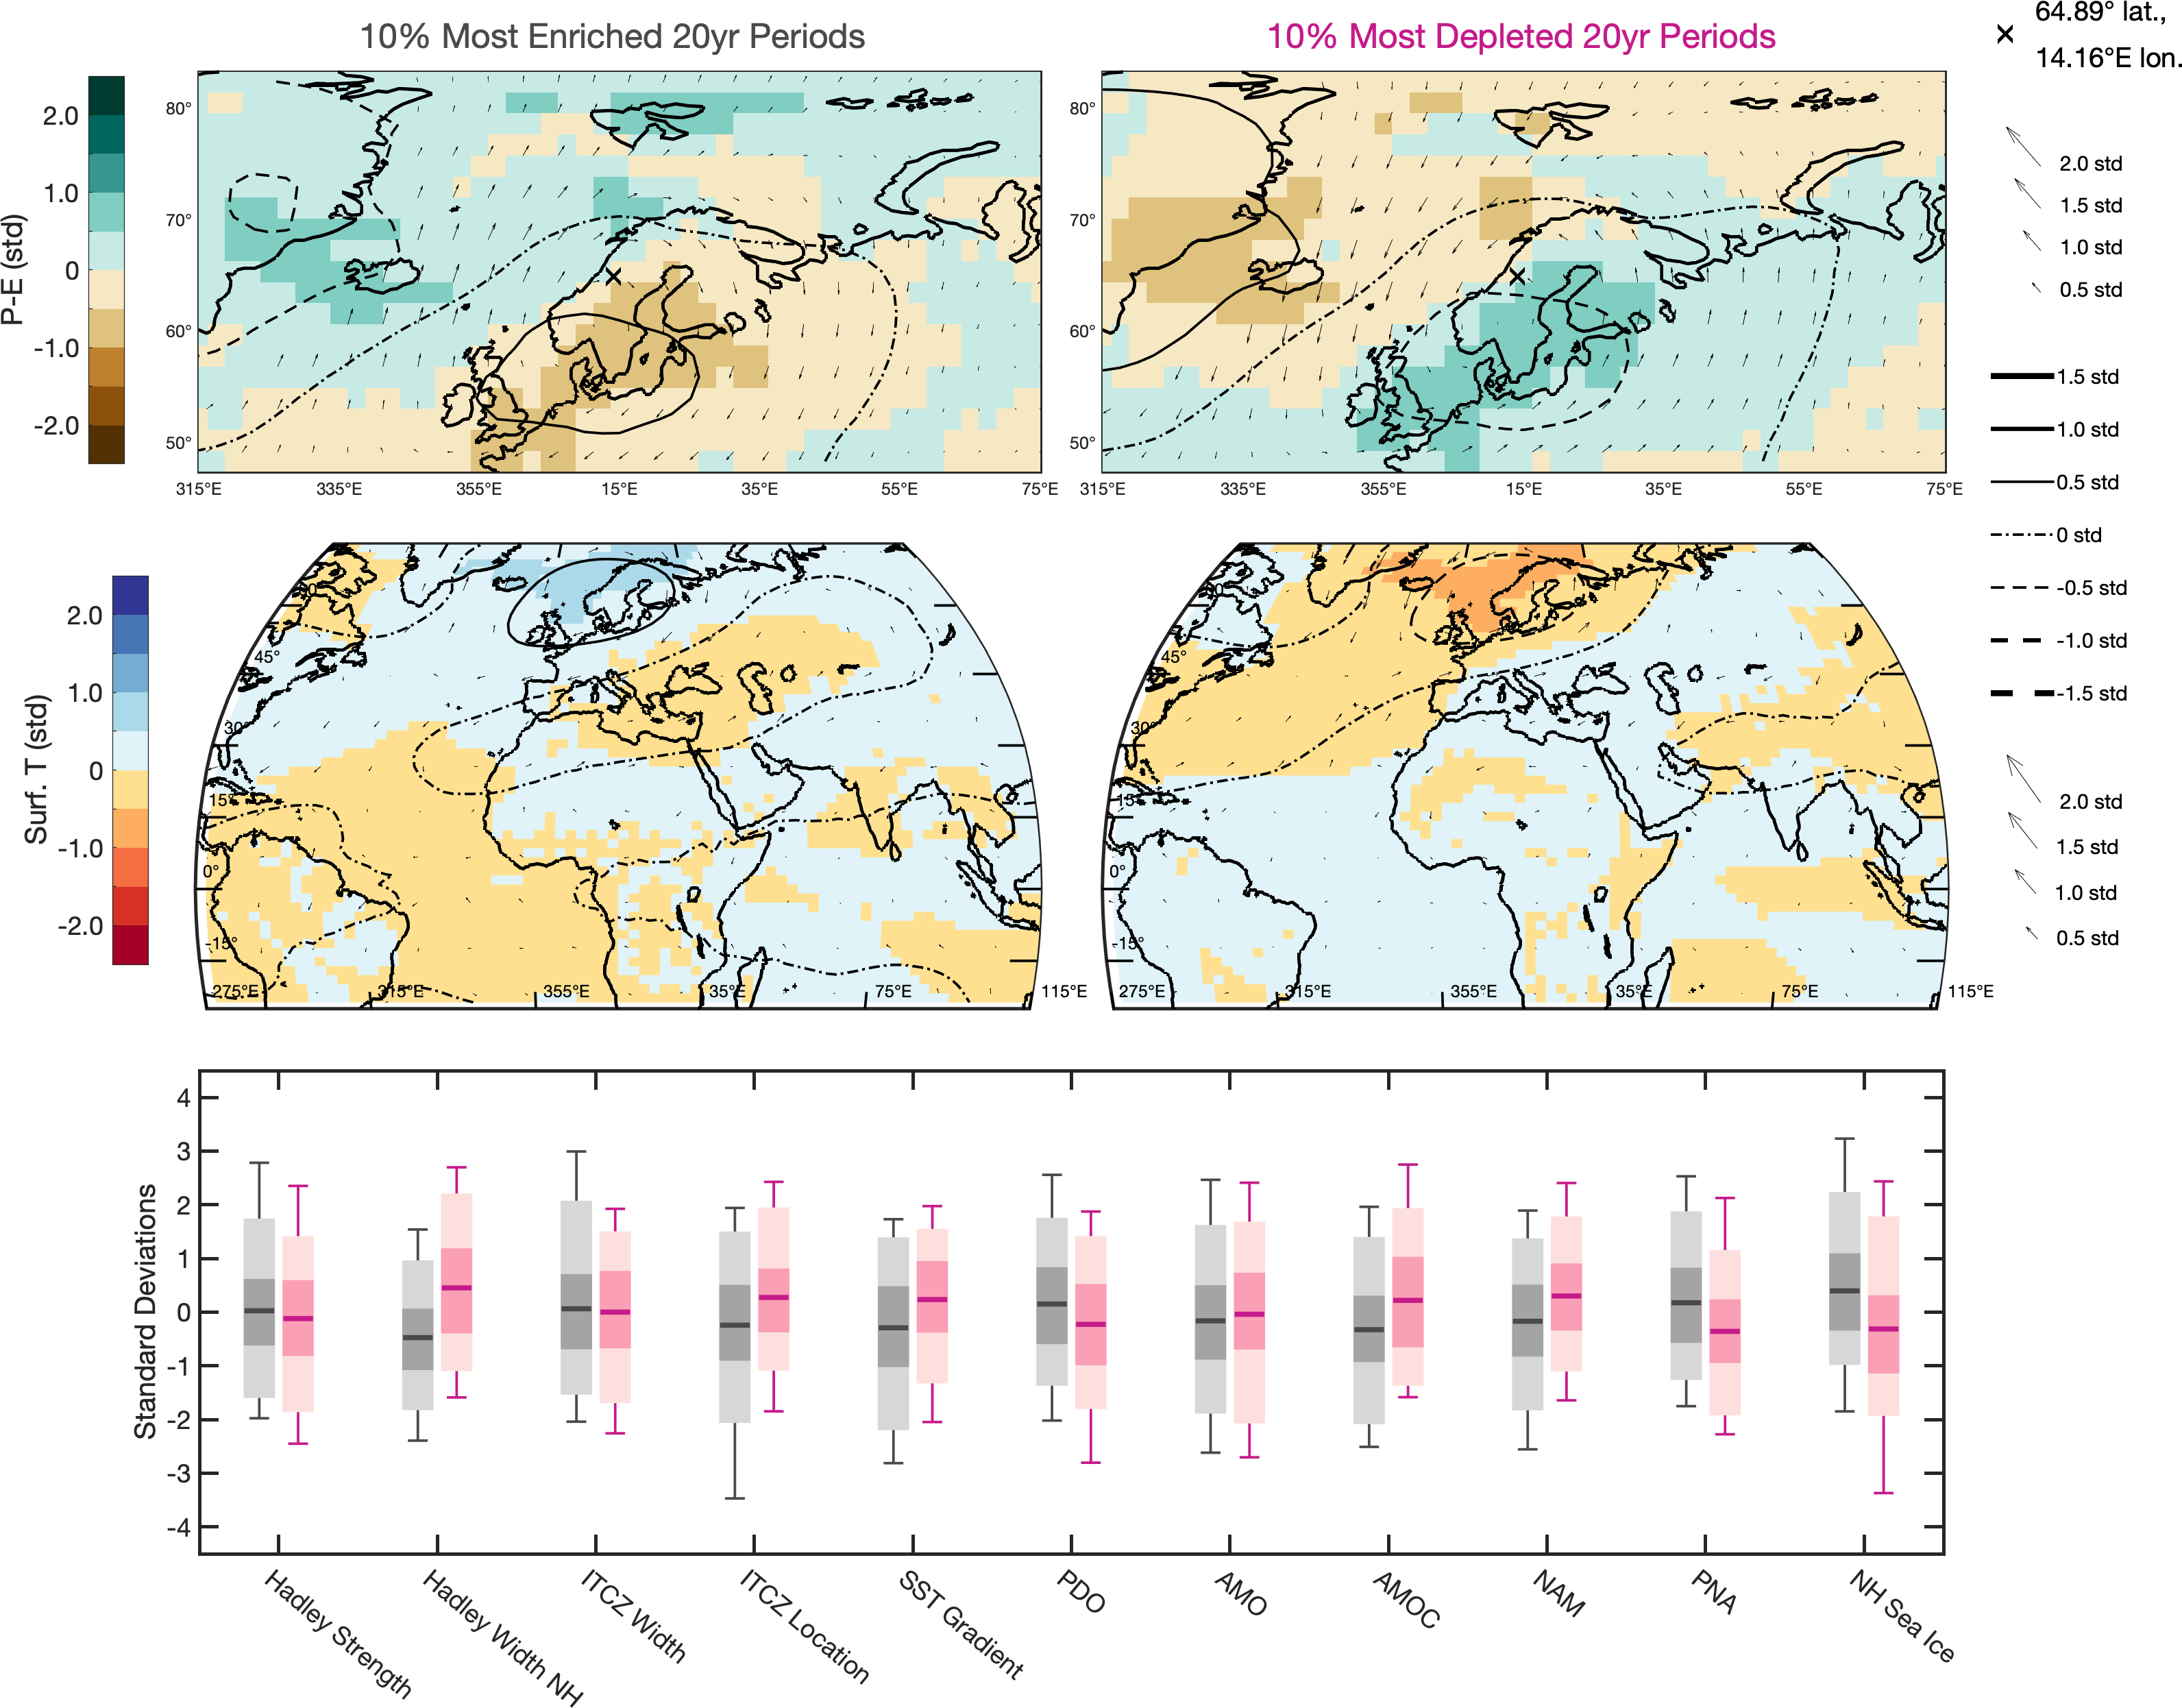 10% Most Enriched 20yr Periods
10% Most Depleted 20yr Periods
64.89° lat.,
14.16°E lon.
P-E (std)
2.0
1.0
0
-1.0
-2.0
80°
70°
60°
50°
315°E 335°E 355°E 15°E 35°E 55°E 75°E
80°
70°
60°
50°
315°E 335°E 355°E 15°E 35°E 55°E 75°E
2.0 std
1.5 std
1.0 std
0.5 std
1.5 std
1.0 std
0.5 std
0 std
-0.5 std
-1.0 std
-1.5 std
2.0 std
1.5 std
1.0 std
0.5 std
Surf. T (std)
2.0
1.0
0
-1.0
-2.0
45°
30°
15°
0°
-15°
275°E 315°E 355°E 35°E 75°E 115°E
45°
30°
15°
0°
-15°
275°E 315°E 355°E 35°E 75°E 115°E
Standard Deviations
4
3
2
1
0
-1
-2
-3
-4
Hadley Strength
Hadley Width NH
ITCZ Width
ITCZ Location
SST Gradient
PDO
AMO
AMOC
NAM
PNA
NH Sea Ice